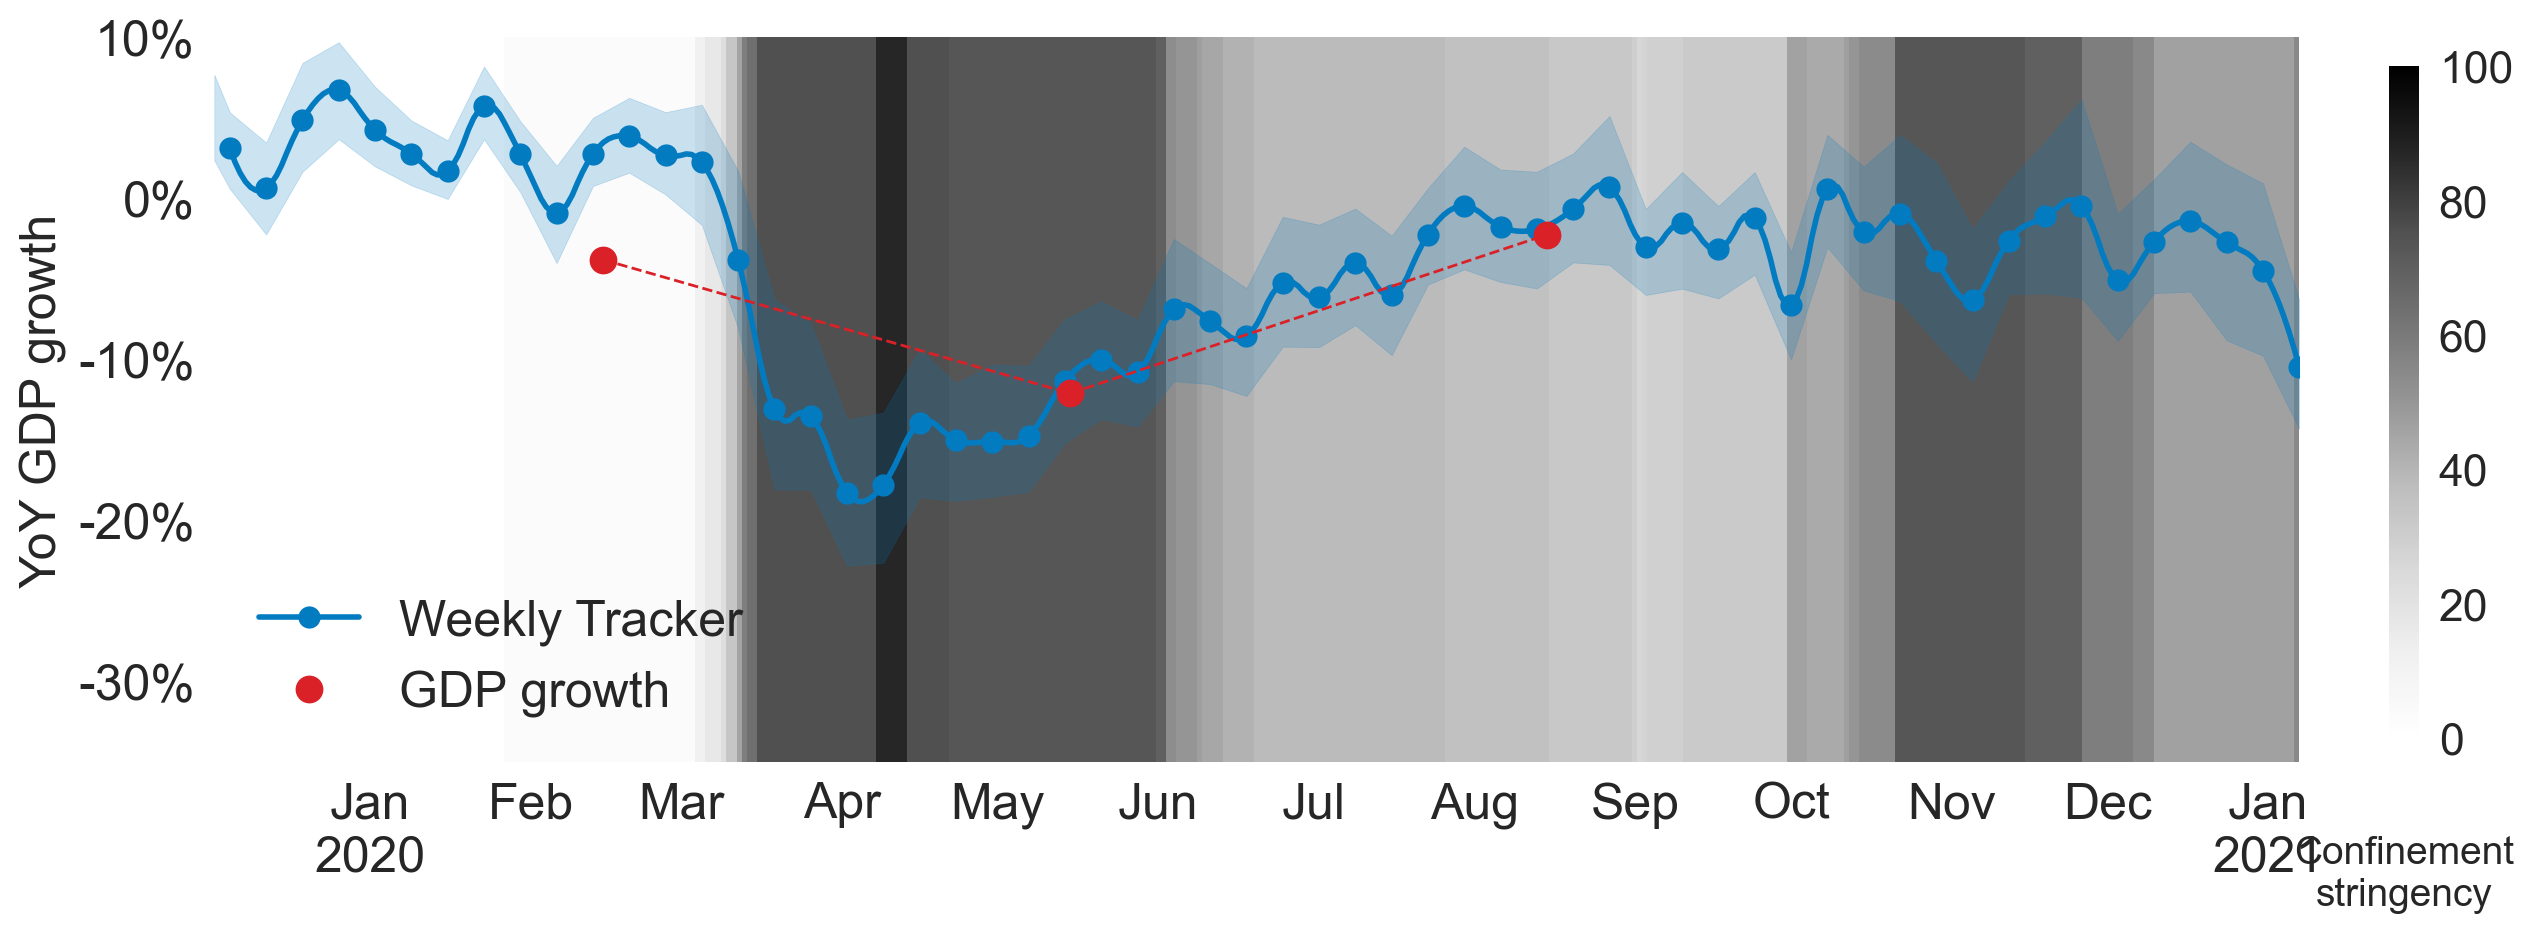 10%
0%
-10%
-20%
-30%
YoY GDP growth
Weekly Tracker
GDP growth
Jan
2020
Feb
Mar
Apr
May
Jun
Jul
Aug
Sep
Oct
Nov
Dec
Jan
2021
100
80
60
40
20
0
Confinement
stringency